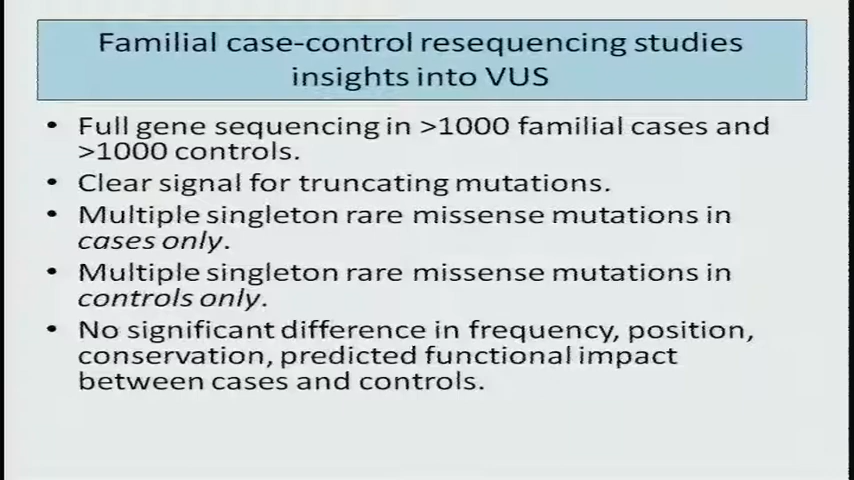 Familial case-control resequencing studies
insights into VUS
• Full gene sequencing in >1000 familial cases and
>1000 controls.
• Clear signal for truncating mutations.
• Multiple singleton rare missense mutations in
cases only.
• Multiple singleton rare missense mutations in
controls only.
• No significant difference in frequency, position,
conservation, predicted functional impact
between cases and controls.